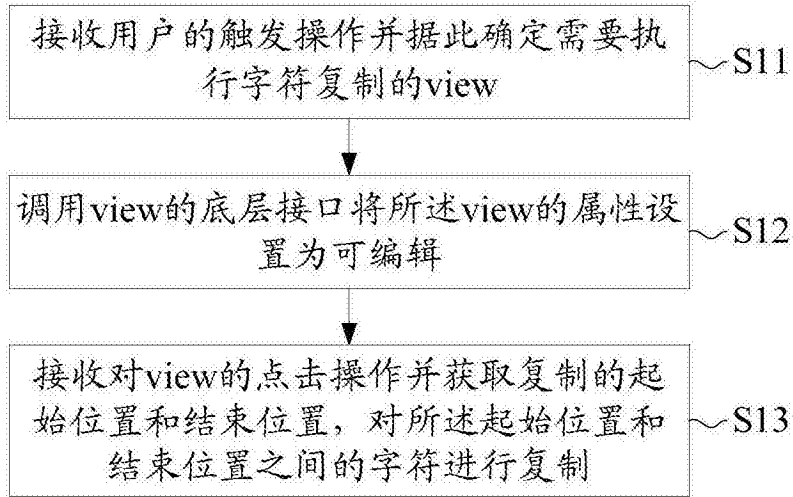 接收用户的触发操作并据此确定需要执
行字符复制的view
S11
调用view的底层接口将所述view的属性设
置为可编辑
S12
接收对view的点击操作并获取复制的起
始位置和结束位置，对所述起始位置和
结束位置之间的字符进行复制
S13